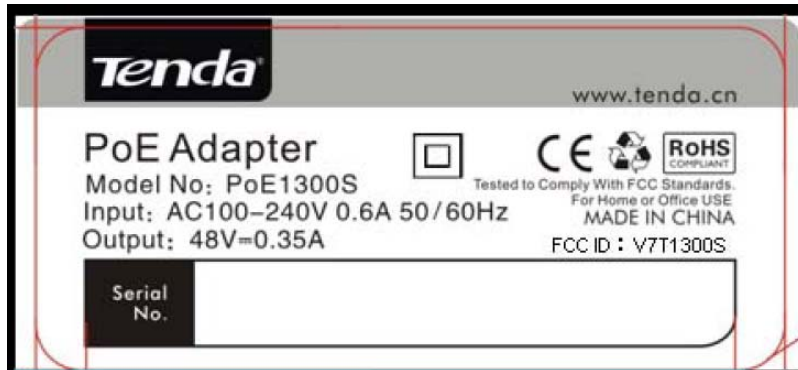 Tenda
www.tenda.cn
PoE Adapter
Model No: PoE1300S
Input: AC100-240V 0.6A 50/60Hz
Output: 48V⎓0.35A
CE
RoHS
COMPLIANT
Tested to Comply With FCC Standards.
For Home or Office USE
MADE IN CHINA
FCC ID : V7T1300S
Serial
No.